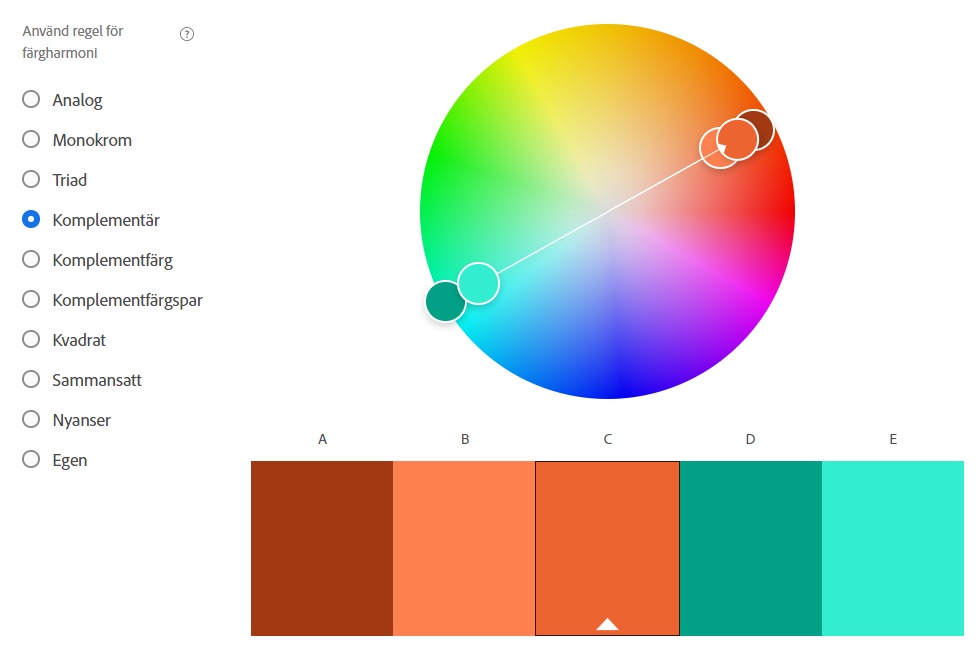 Använd regel för
färgharmoni
?
Analog
Monokrom
Triad
Komplementär
Komplementfärg
Komplementfärgspar
Kvadrat
Sammansatt
Nyanser
Egen
A B C D E